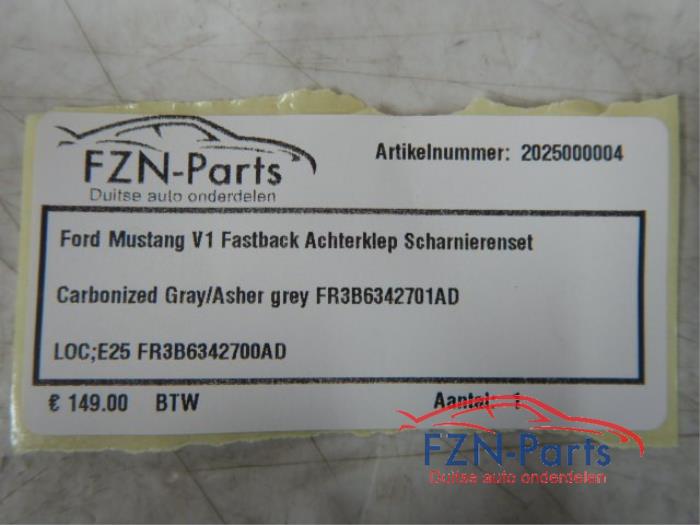 FZN-Parts
Duitse auto onderdelen
Artikelnummer: 2025000004
Ford Mustang V1 Fastback Achterklep Scharnierenset
Carbonized Gray/Asher grey FR3B6342701AD
LOC;E25 FR3B6342700AD
€ 149.00 BTW
Aantal: 1
FZN-Parts
Duitse auto onderdelen